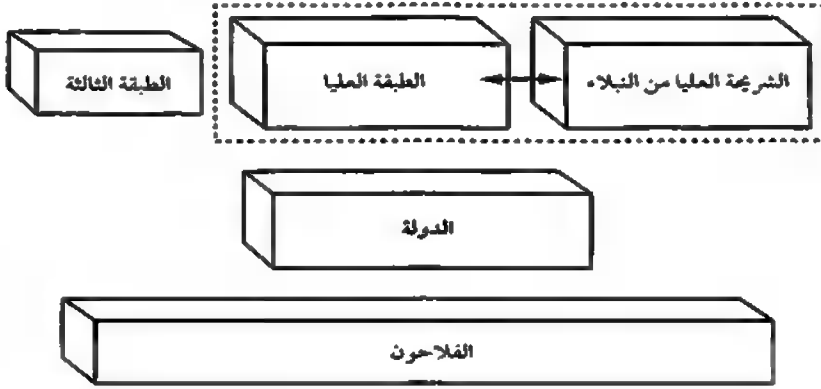 الشريحة العليا من النبلاء
الطبقة العليا
الطبقة الثالثة
الدولة
الفلاحون